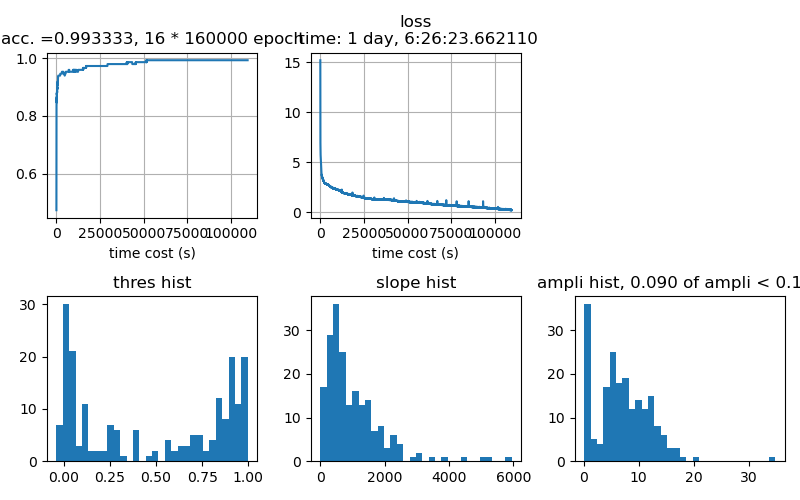 acc. =0.993333, 16 * 160000 epoch
loss
time: 1 day, 6:26:23.662110
1.0
0.8
0.6
0 25000 50000 75000 100000
time cost (s)
15
10
5
0
0 25000 50000 75000 100000
time cost (s)
thres hist
30
20
10
0
0.00 0.25 0.50 0.75 1.00
slope hist
30
20
10
0
0 2000 4000 6000
ampli hist, 0.090 of ampli < 0.1
30
20
10
0
0 10 20 30